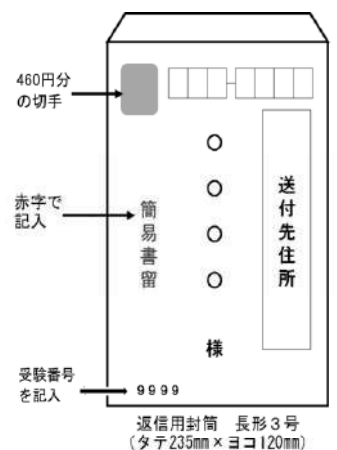 460円分
の切手
赤字で
記入
簡易書留
送付先住所
○○○○様
受験番号
を記入
9999
返信用封筒 長形3号
(タテ235mm×ヨコ120mm)